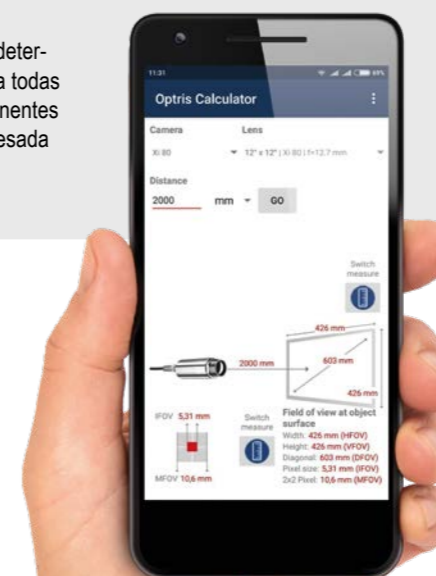 deter-
a todas
nentes
esada
11:31
89%
Optris Calculator
Camera
Lens
Xi 80
12° x 12° | Xi 80 | f=12.7 mm
Distance
2000 mm GO
Switch
measure
426 mm
2000 mm
603 mm
426 mm
IFOV 5,31 mm
MFOV 10,6 mm
Switch
measure
Field of view at object
surface
Width: 426 mm (HFOV)
Height: 426 mm (VFOV)
Diagonal: 603 mm (DFOV)
Pixel size: 5,31 mm (IFOV)
2x2 Pixel: 10,6 mm (MFOV)